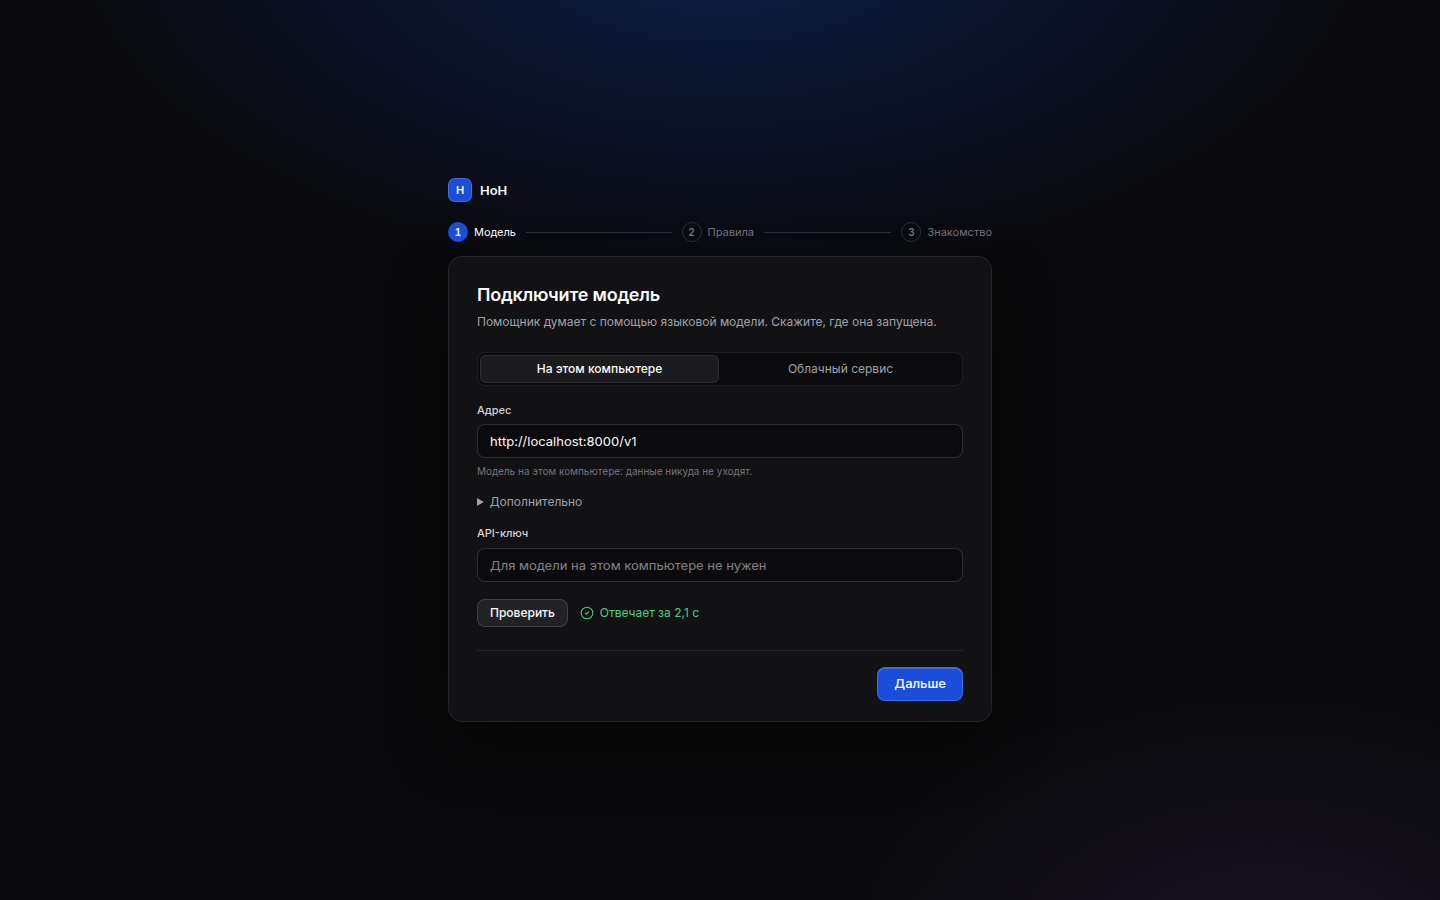 H HoH
1 Модель 2 Правила 3 Знакомство
Подключите модель
Помощник думает с помощью языковой модели. Скажите, где она запущена.
На этом компьютере Облачный сервис
Адрес
http://localhost:8000/v1
Модель на этом компьютере: данные никуда не уходят.
Дополнительно
API-ключ
Для модели на этом компьютере не нужен
Проверить Отвечает за 2,1 с
Дальше